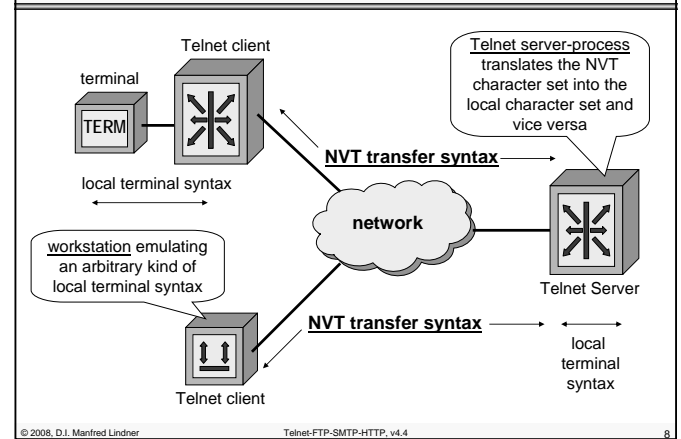 Telnet client
terminal
TERM
local terminal syntax
Telnet server-process
translates the NVT
character set into the
local character set and
vice versa
NVT transfer syntax
network
workstation emulating
an arbitrary kind of
local terminal syntax
Telnet Server
NVT transfer syntax
local
terminal
syntax
Telnet client
© 2008, D.I. Manfred Lindner
Telnet-FTP-SMTP-HTTP, v4.4
8